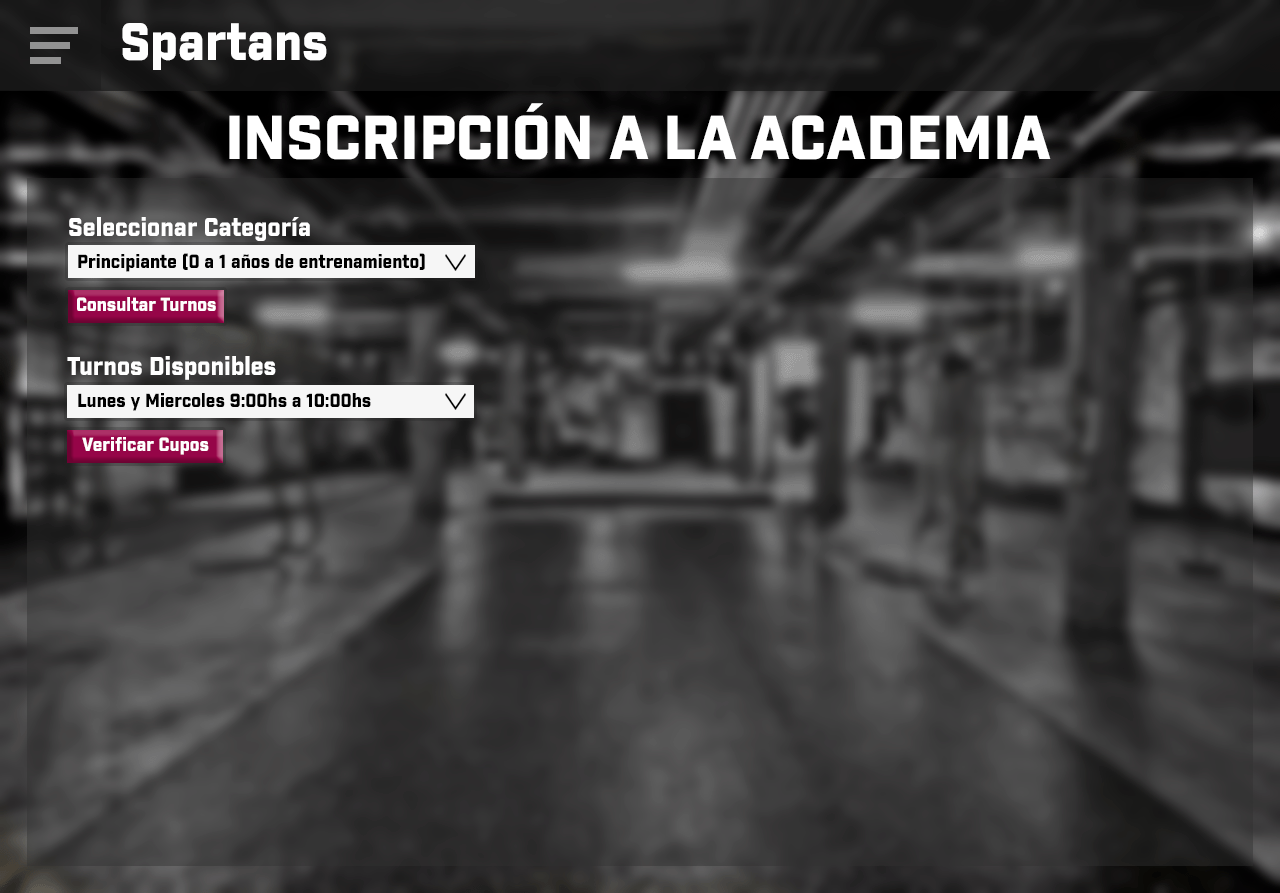 Spartans
INSCRIPCIÓN A LA ACADEMIA
Seleccionar Categoría
Principiante (0 a 1 años de entrenamiento)
Consultar Turnos
Turnos Disponibles
Lunes y Miercoles 9:00hs a 10:00hs
Verificar Cupos